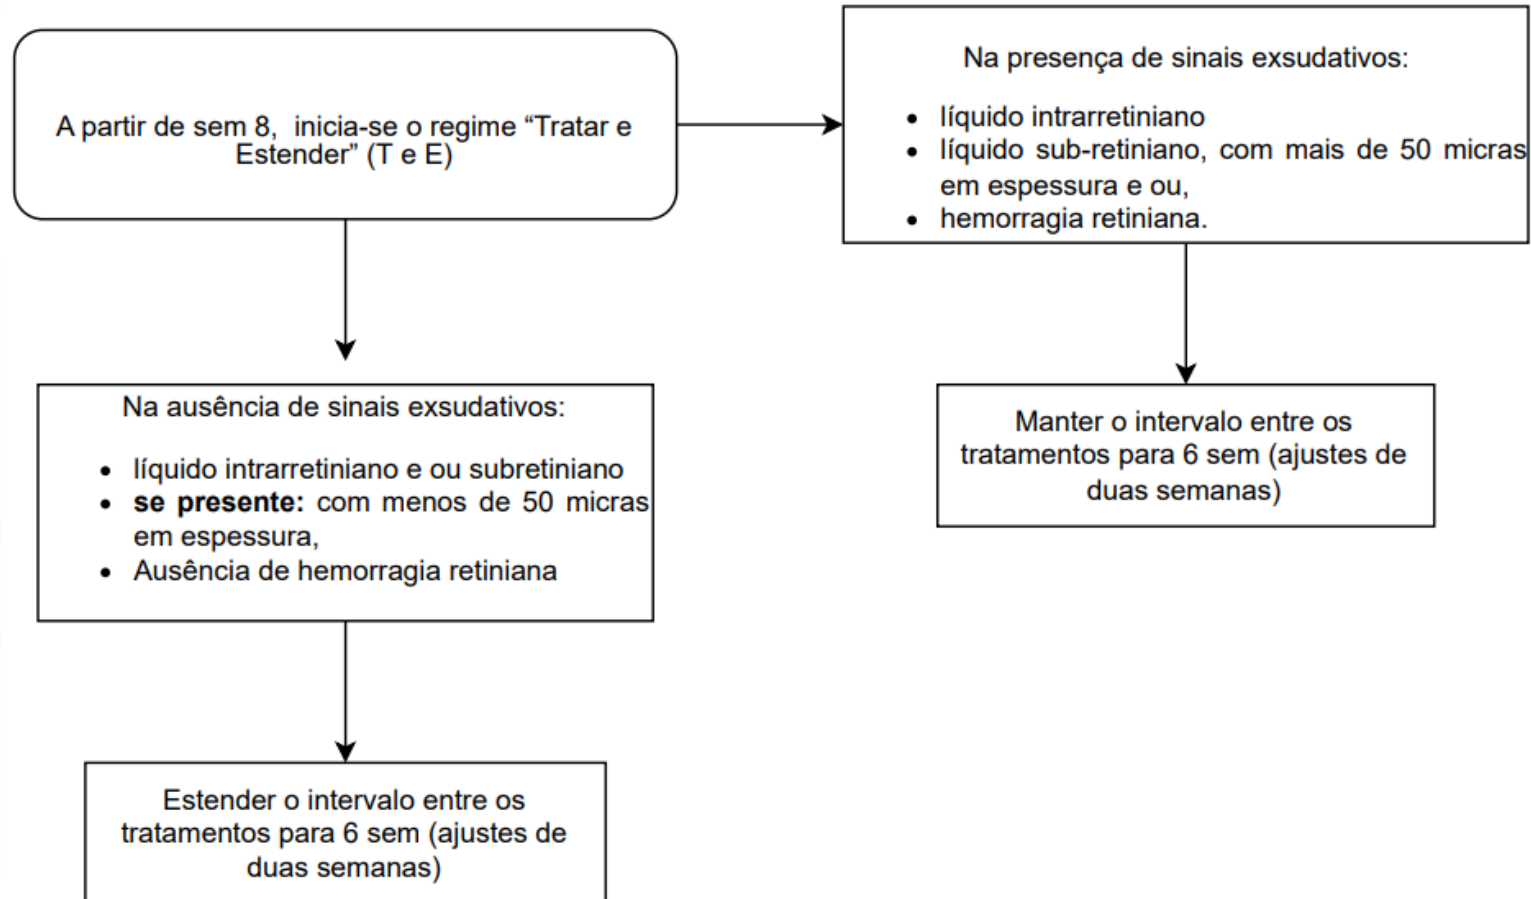 A partir de sem 8, inicia-se o regime “Tratar e
Estender” (T e E)
Na presença de sinais exsudativos:
• líquido intrarretiniano
• líquido sub-retiniano, com mais de 50 micras
em espessura e ou,
• hemorragia retiniana.
Na ausência de sinais exsudativos:
• líquido intrarretiniano e ou subretiniano
• se presente: com menos de 50 micras
em espessura,
• Ausência de hemorragia retiniana
Manter o intervalo entre os
tratamentos para 6 sem (ajustes de
duas semanas)
Estender o intervalo entre os
tratamentos para 6 sem (ajustes de
duas semanas)